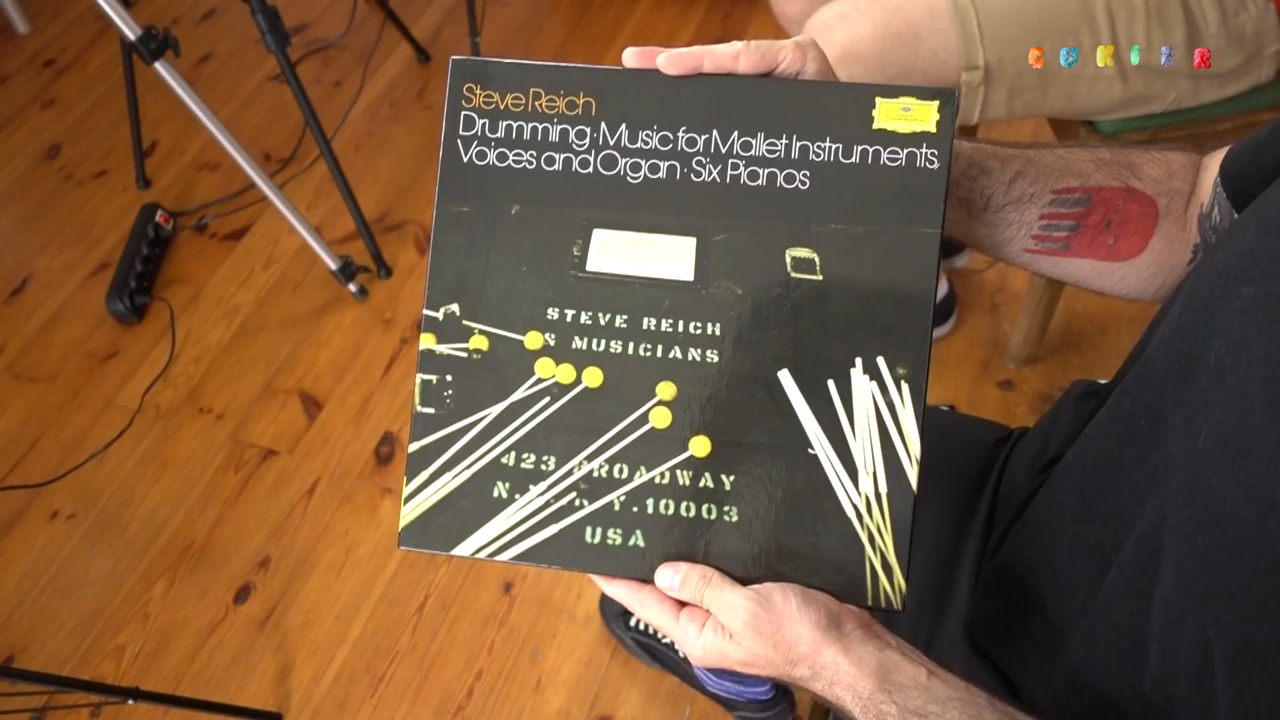 CUKIER
Steve Reich
Drumming · Music for Mallet Instruments,
Voices and Organ · Six Pianos
STEVE REICH
& MUSICIANS
423 BROADWAY
N.Y. 10003
USA